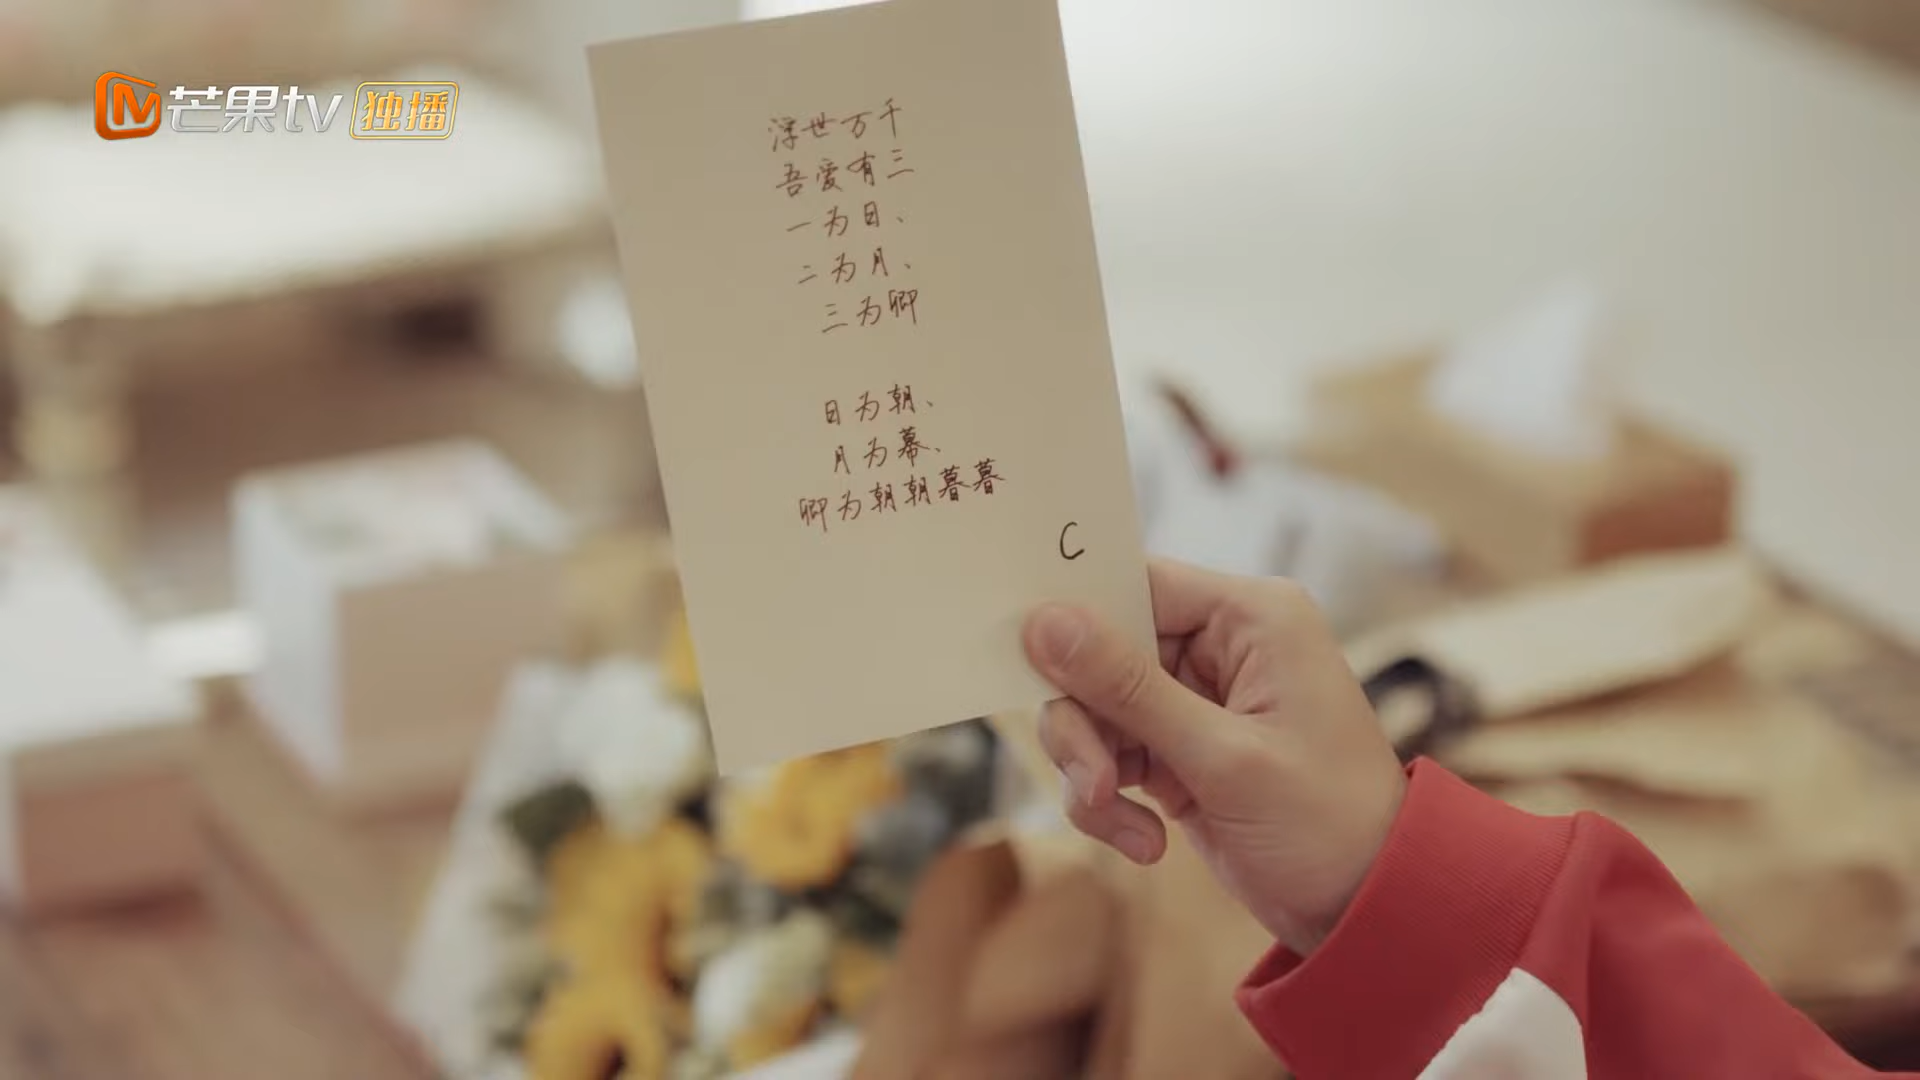 芒果tv 独播
浮世万千
吾爱有三
一为日、
二为月、
三为卿
日为朝、
月为幕、
卿为朝朝暮暮
C